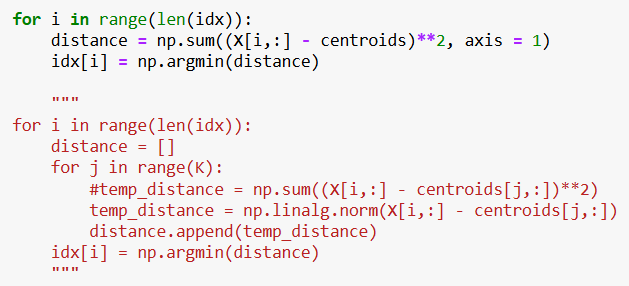 for i in range(len(idx)):
    distance = np.sum((X[i,:] - centroids)**2, axis = 1)
    idx[i] = np.argmin(distance)
    """
for i in range(len(idx)):
    distance = []
    for j in range(K):
        #temp_distance = np.sum((X[i,:] - centroids[j,:])**2)
        temp_distance = np.linalg.norm(X[i,:] - centroids[j,:])
        distance.append(temp_distance)
    idx[i] = np.argmin(distance)
    """